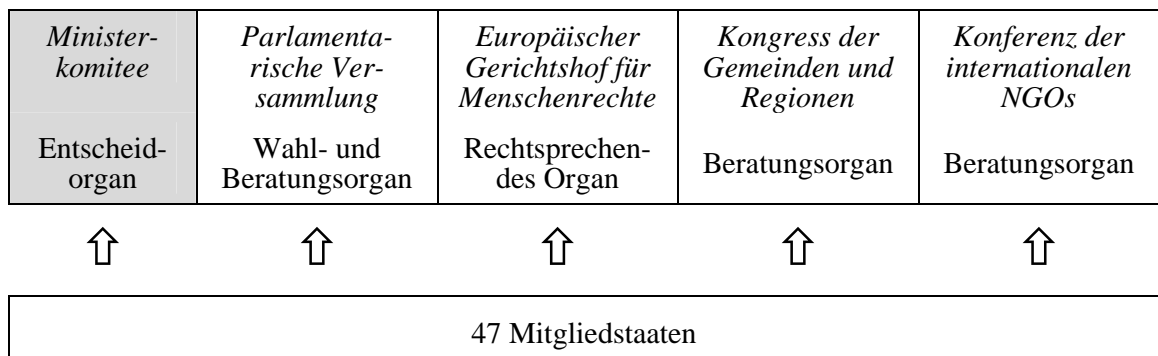 Minister-
komitee
Entscheid-
organ
Parlamenta-
rische Ver-
sammlung
Wahl- und
Beratungsorgan
Europäischer
Gerichtshof für
Menschenrechte
Rechtsprechen-
des Organ
Kongress der
Gemeinden und
Regionen
Beratungsorgan
Konferenz der
internationalen
NGOs
Beratungsorgan
47 Mitgliedstaaten